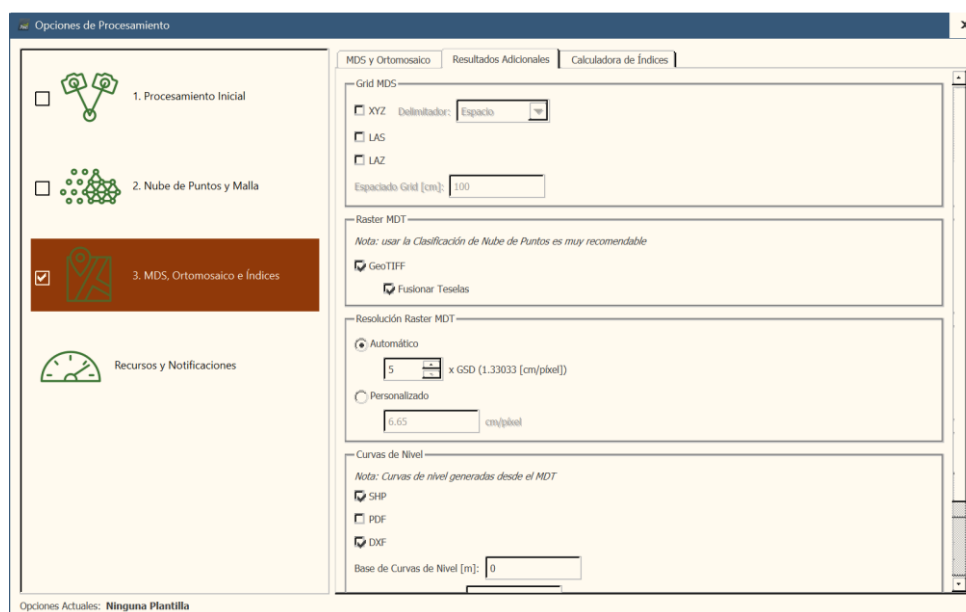 Opciones de Procesamiento
1. Procesamiento Inicial
2. Nube de Puntos y Malla
3. MDS, Ortomosaico e Índices
Recursos y Notificaciones
MDS y Ortomosaico Resultados Adicionales Calculadora de Índices
Grid MDS
XYZ Delimitador: Espacio
LAS
LAZ
Espaciado Grid [cm]: 100
Raster MDT
Nota: usar la Clasificación de Nube de Puntos es muy recomendable
GeoTIFF
Fusionar Teselas
Resolución Raster MDT
Automático
5 x GSD (1.33033 [cm/píxel])
Personalizado
6.65 cm/píxel
Curvas de Nivel
Nota: Curvas de nivel generadas desde el MDT
SHP
PDF
DXF
Base de Curvas de Nivel [m]: 0
Opciones Actuales: Ninguna Plantilla